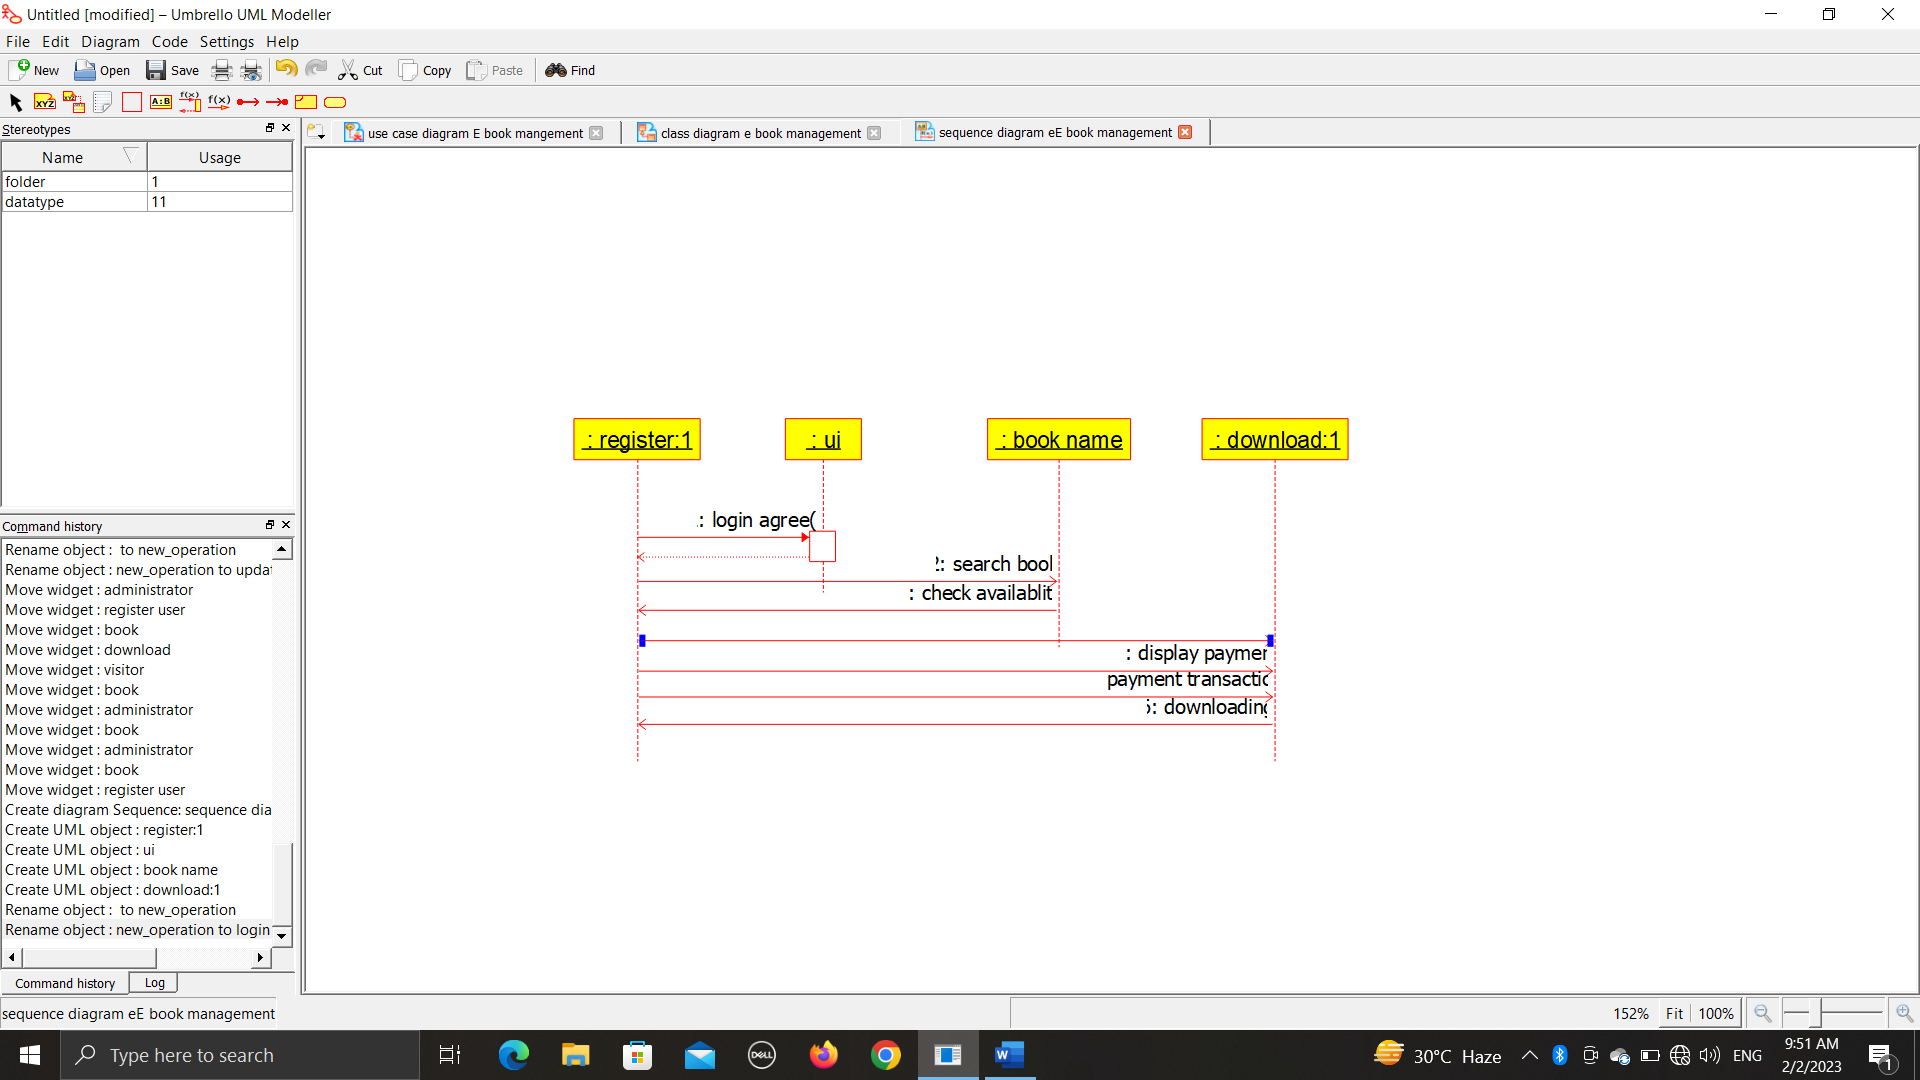 Untitled [modified] – Umbrello UML Modeller
File Edit Diagram Code Settings Help
New Open Save Cut Copy Paste Find
XYZ XYZ A:B f(x) f(x)
Stereotypes
Name Usage
folder 1
datatype 11
use case diagram E book mangement
class diagram e book management
sequence diagram eE book management
: register:1
: ui
: book name
: download:1
: login agree(
: search bool
: check availablit
: display paymer
payment transactic
: downloading
Command history
Rename object : to new_operation
Rename object : new_operation to updat
Move widget : administrator
Move widget : register user
Move widget : book
Move widget : download
Move widget : visitor
Move widget : book
Move widget : administrator
Move widget : book
Move widget : administrator
Move widget : book
Move widget : register user
Create diagram Sequence: sequence dia
Create UML object : register:1
Create UML object : ui
Create UML object : book name
Create UML object : download:1
Rename object : to new_operation
Rename object : new_operation to login
Command history Log
sequence diagram eE book management
152% Fit 100%
Type here to search
DELL
30°C Haze
ENG
9:51 AM
2/2/2023
1